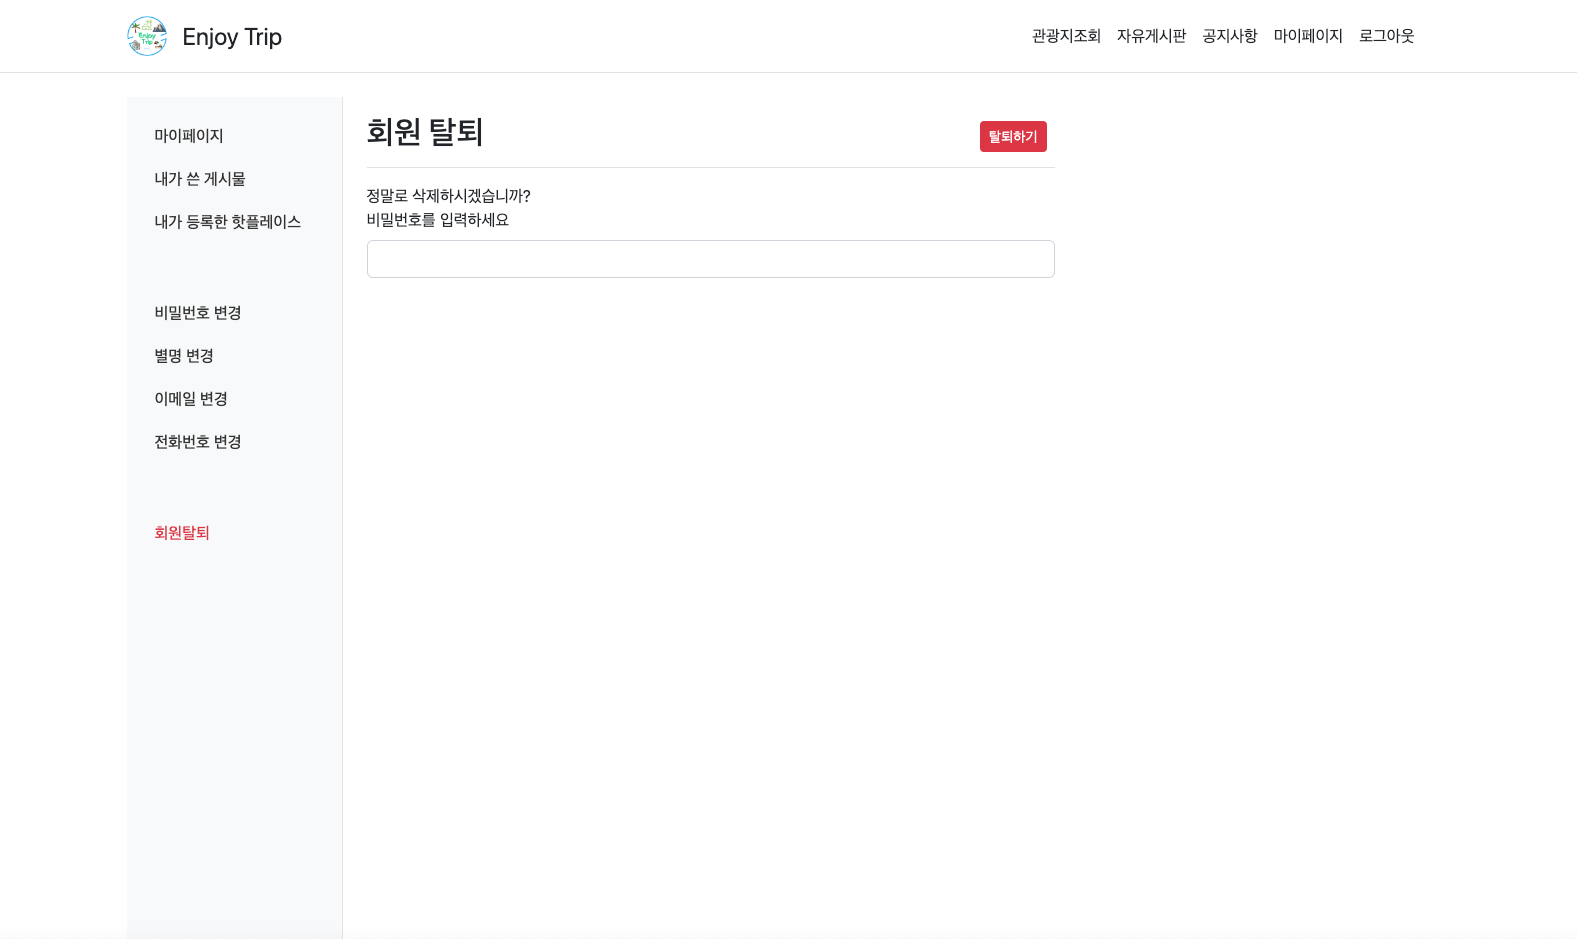 Enjoy Trip
Enjoy Trip
관광지조회 자유게시판 공지사항 마이페이지 로그아웃
마이페이지
내가 쓴 게시물
내가 등록한 핫플레이스
비밀번호 변경
별명 변경
이메일 변경
전화번호 변경
회원탈퇴
회원 탈퇴
탈퇴하기
정말로 삭제하시겠습니까?
비밀번호를 입력하세요